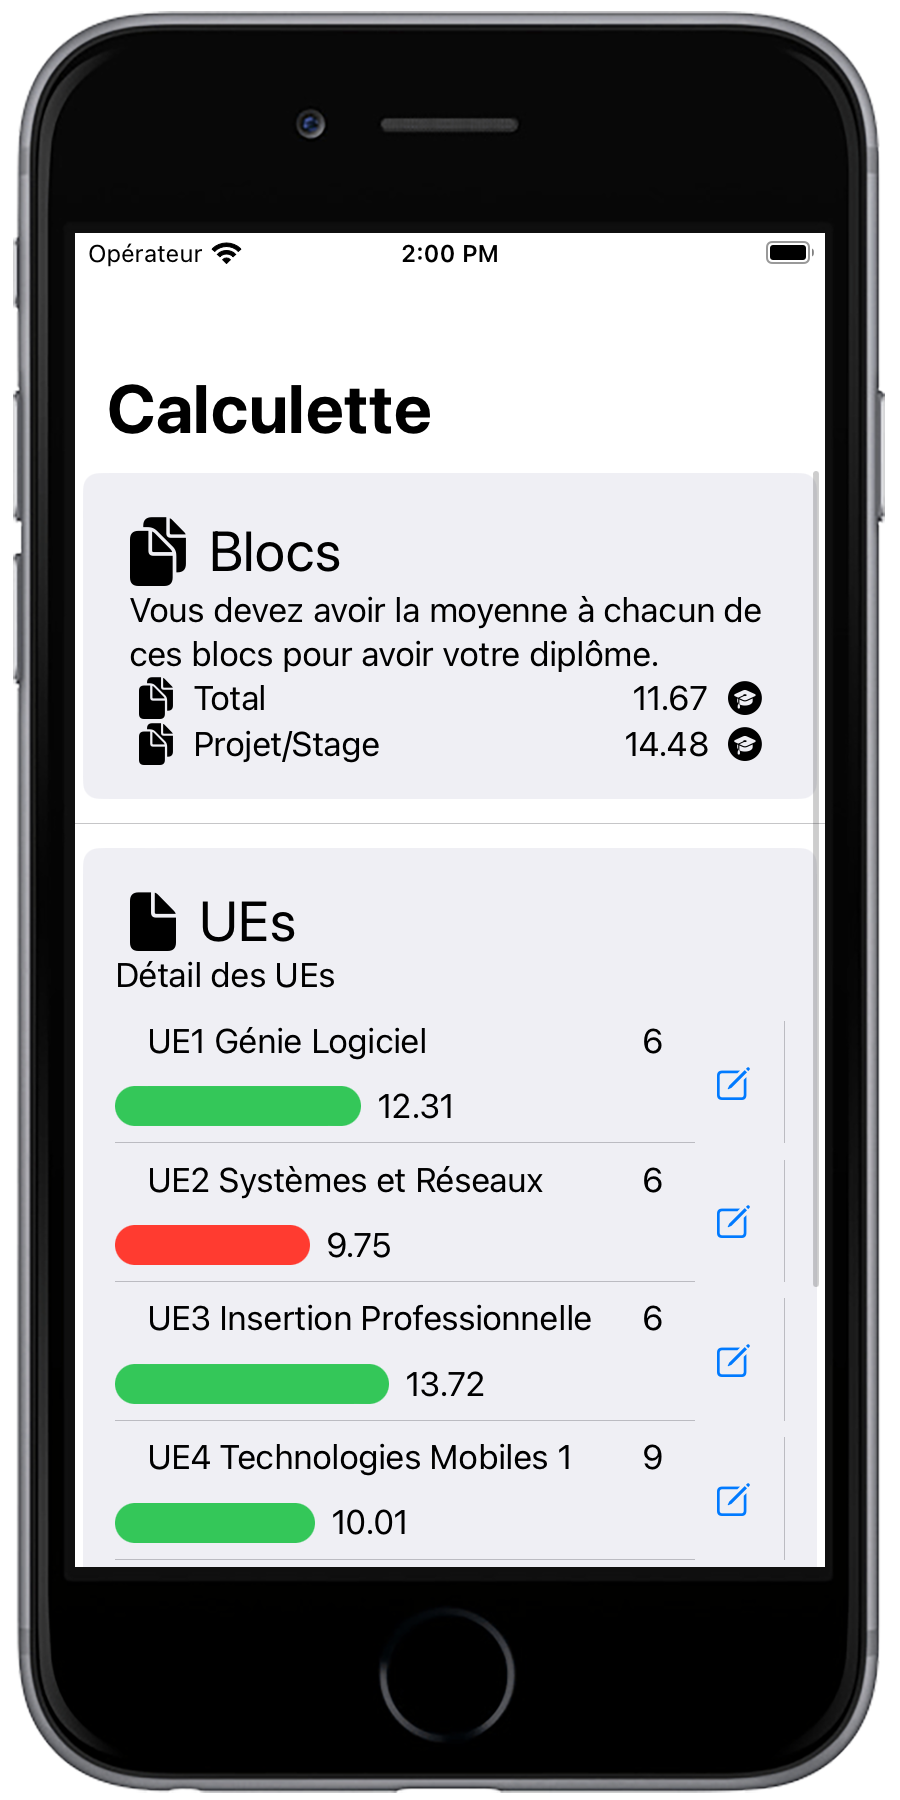 Opérateur 2:00 PM
Calculette
Blocs
Vous devez avoir la moyenne à chacun de
ces blocs pour avoir votre diplôme.
Total 11.67
Projet/Stage 14.48
UEs
Détail des UEs
UE1 Génie Logiciel 6
12.31
UE2 Systèmes et Réseaux 6
9.75
UE3 Insertion Professionnelle 6
13.72
UE4 Technologies Mobiles 1 9
10.01